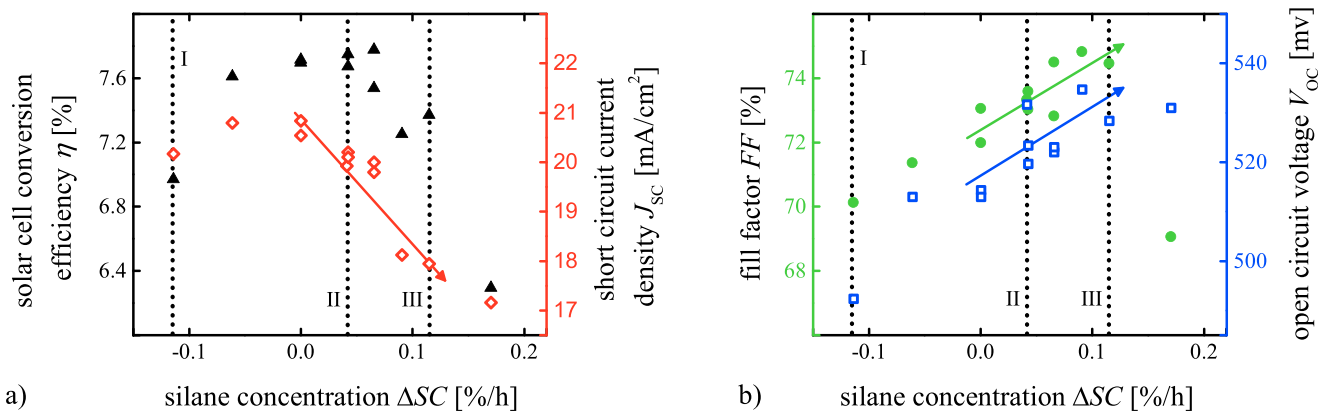 solar cell conversion
efficiency η [%]
7.6
7.2
6.8
6.4
I
II
III
23
22
21
20
19
18
17
16
short circuit current
density J_SC [mA/cm²]
-0.1
0.0
0.1
0.2
a)
silane concentration ΔSC [%/h]
fill factor FF [%]
74
72
70
68
I
II
III
540
520
500
open circuit voltage V_OC [mv]
-0.1
0.0
0.1
0.2
b)
silane concentration ΔSC [%/h]